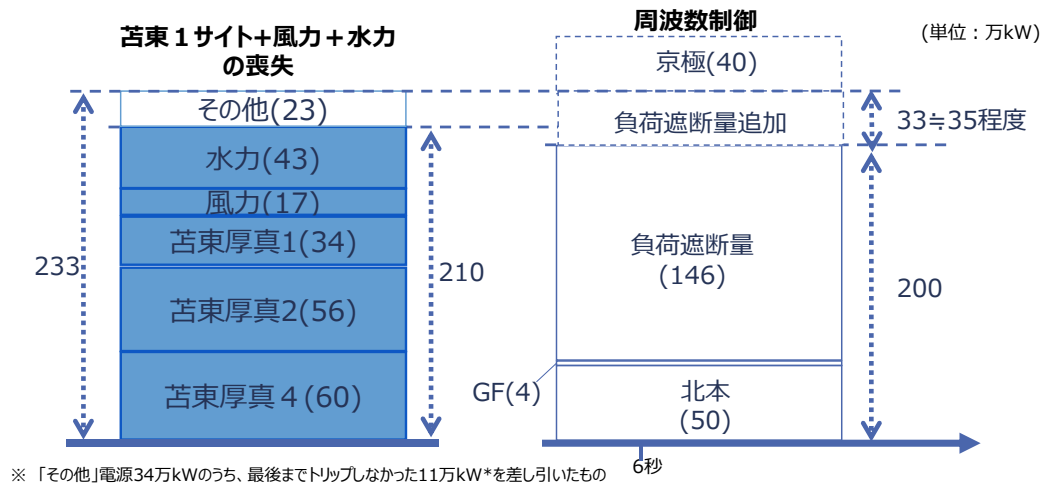 苫東１サイト+風力＋水力
の喪失
周波数制御
(単位：万kW)
京極(40)
その他(23)
負荷遮断量追加
33≒35程度
水力(43)
風力(17)
苫東厚真1(34)
233
210
負荷遮断量
(146)
200
苫東厚真2(56)
GF(4)
苫東厚真４(60)
北本
(50)
6秒
※ 「その他」電源34万kWのうち、最後までトリップしなかった11万kW*を差し引いたもの